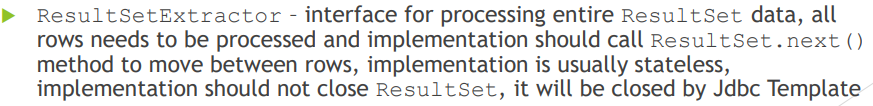 ResultSetExtractor - interface for processing entire ResultSet data, all
rows needs to be processed and implementation should call ResultSet.next()
method to move between rows, implementation is usually stateless,
implementation should not close ResultSet, it will be closed by Jdbc Template